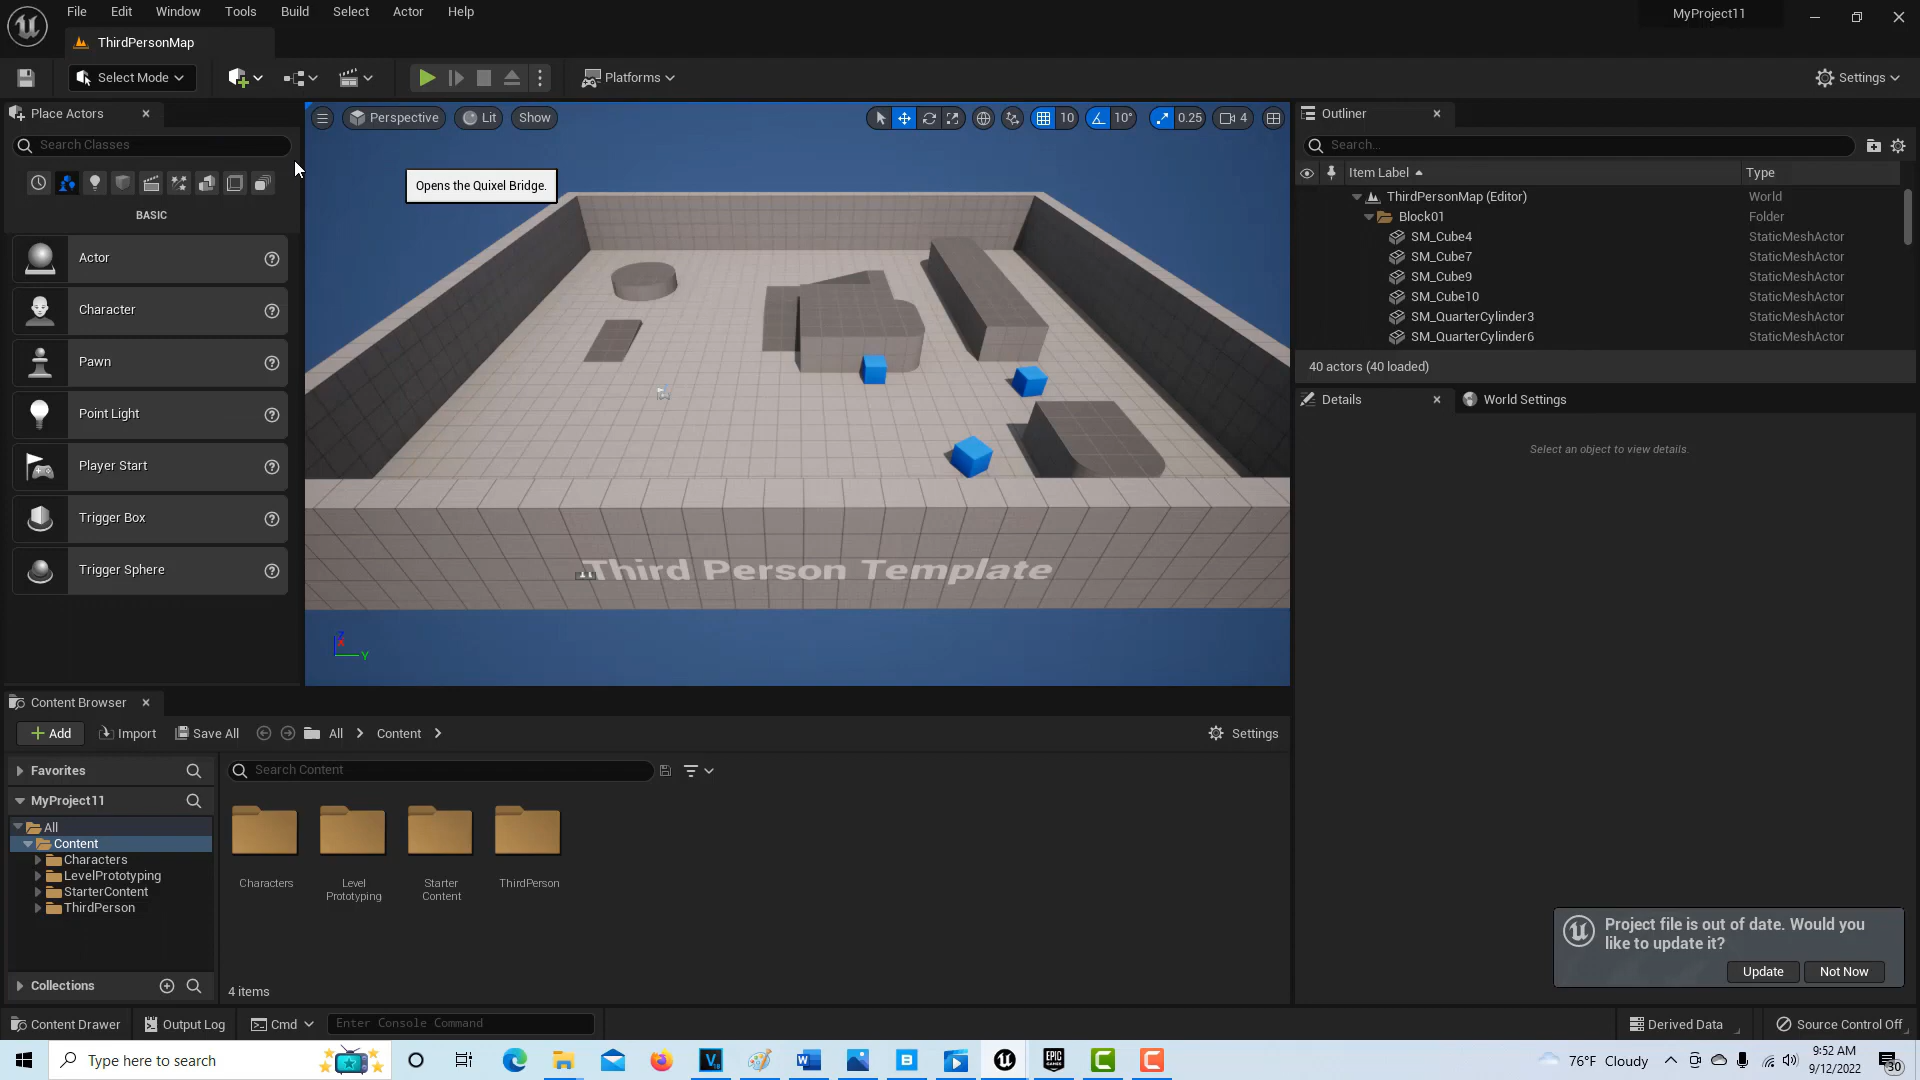 File Edit Window Tools Build Select Actor Help
MyProject11
ThirdPersonMap
Select Mode
Platforms
Settings
Place Actors
Search Classes
BASIC
Actor
Character
Pawn
Point Light
Player Start
Trigger Box
Trigger Sphere
Perspective Lit Show
10 10° 0.25 4
Opens the Quixel Bridge.
Third Person Template
Z
X
Y
Outliner
Search...
Item Label Type
ThirdPersonMap (Editor) World
Block01 Folder
SM_Cube4 StaticMeshActor
SM_Cube7 StaticMeshActor
SM_Cube9 StaticMeshActor
SM_Cube10 StaticMeshActor
SM_QuarterCylinder3 StaticMeshActor
SM_QuarterCylinder6 StaticMeshActor
40 actors (40 loaded)
Details World Settings
Select an object to view details.
Content Browser
Add Import Save All All Content Settings
Favorites
Search Content
MyProject11
All
Content
Characters
LevelPrototyping
StarterContent
ThirdPerson
Collections
Characters
Level
Prototyping
Starter
Content
ThirdPerson
4 items
Project file is out of date. Would you
like to update it?
Update Not Now
Content Drawer Output Log Cmd Enter Console Command Derived Data Source Control Off
Type here to search
76°F Cloudy
9:52 AM
9/12/2022
30